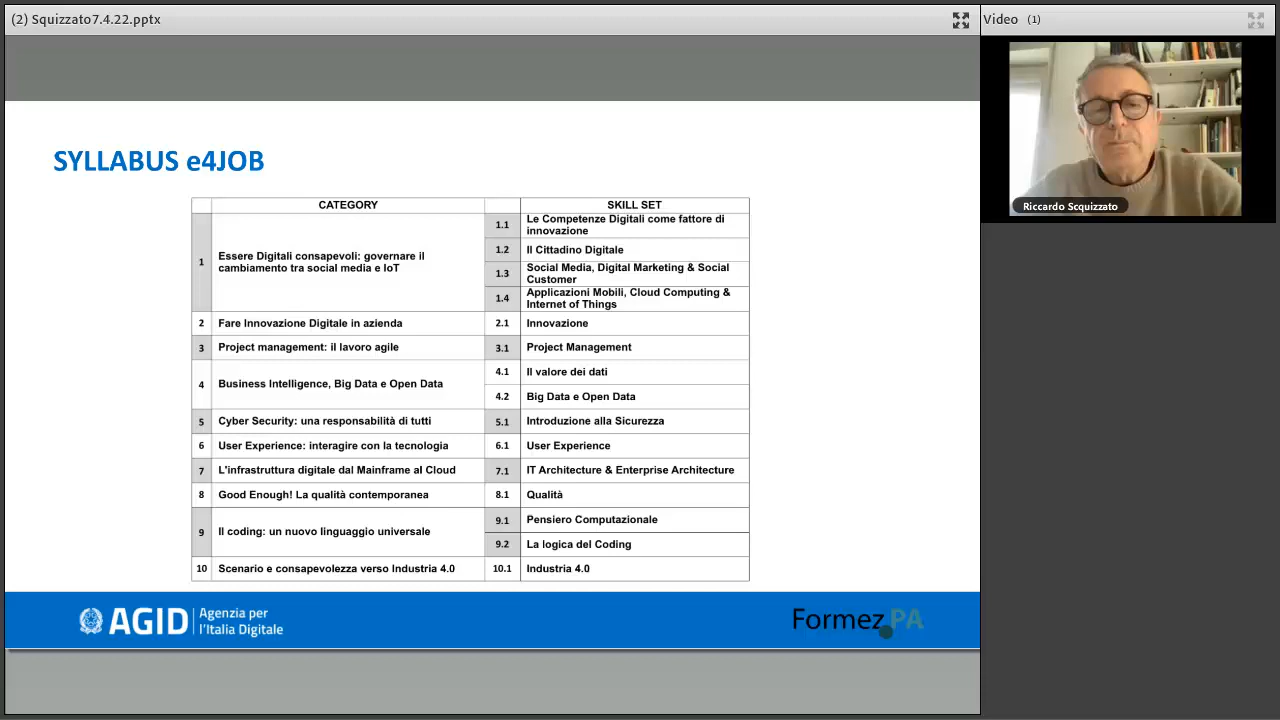 (2) Squizzato7.4.22.pptx
Video (1)
Riccardo Scquizzato
SYLLABUS e4JOB
CATEGORY
SKILL SET
1
Essere Digitali consapevoli: governare il
cambiamento tra social media e IoT
1.1
Le Competenze Digitali come fattore di
innovazione
1.2
Il Cittadino Digitale
1.3
Social Media, Digital Marketing & Social
Customer
1.4
Applicazioni Mobili, Cloud Computing &
Internet of Things
2
Fare Innovazione Digitale in azienda
2.1
Innovazione
3
Project management: il lavoro agile
3.1
Project Management
4
Business Intelligence, Big Data e Open Data
4.1
Il valore dei dati
4.2
Big Data e Open Data
5
Cyber Security: una responsabilità di tutti
5.1
Introduzione alla Sicurezza
6
User Experience: interagire con la tecnologia
6.1
User Experience
7
L'infrastruttura digitale dal Mainframe al Cloud
7.1
IT Architecture & Enterprise Architecture
8
Good Enough! La qualità contemporanea
8.1
Qualità
9
Il coding: un nuovo linguaggio universale
9.1
Pensiero Computazionale
9.2
La logica del Coding
10
Scenario e consapevolezza verso Industria 4.0
10.1
Industria 4.0
AGID
Agenzia per
l'Italia Digitale
Formez PA